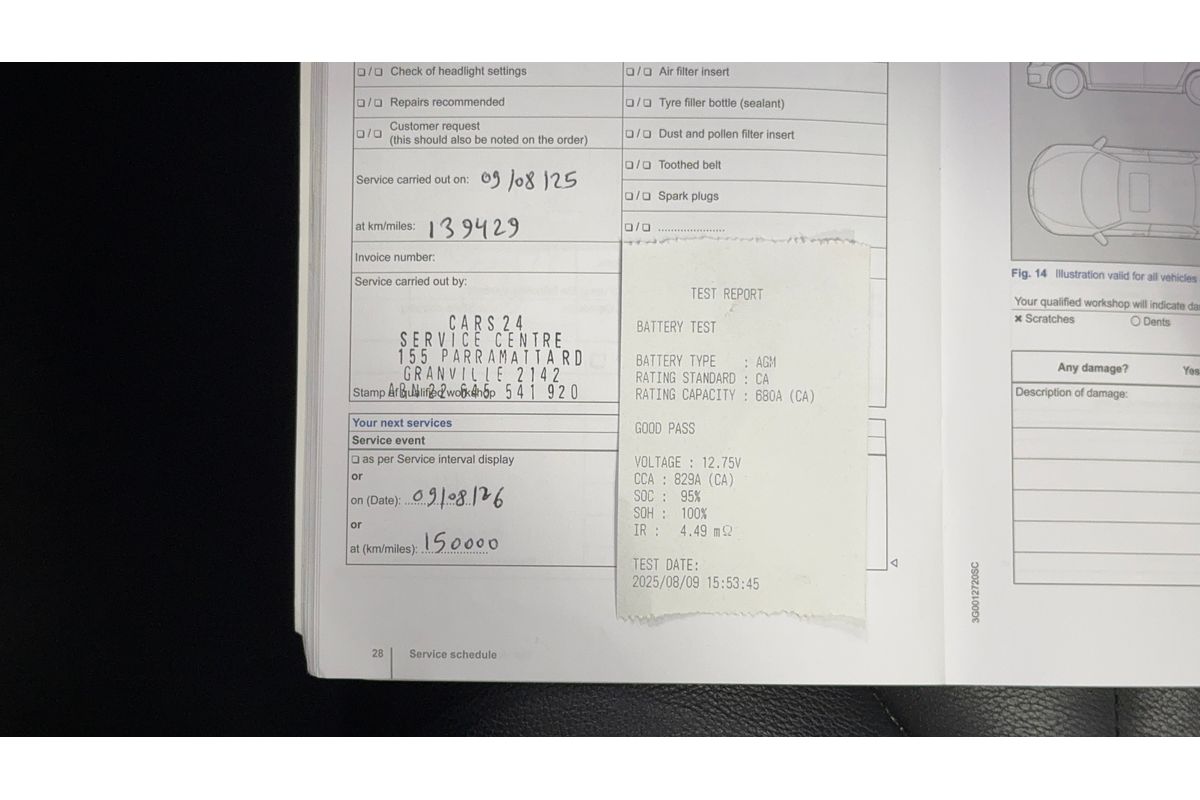 ❏ / ❏ Check of headlight settings
❏ / ❏ Repairs recommended
❏ / ❏ Customer request
(this should also be noted on the order)
Service carried out on: 09/08/25
at km/miles: 139429
Invoice number:
Service carried out by:
CARS24
SERVICE CENTRE
155 PARRAMATTA RD
GRANVILLE 2142
ABN 22 645 541 920
Stamp of qualified workshop
Your next services
Service event
❏ as per Service interval display
or
on (Date): 09/08/26
or
at (km/miles): 150000
28 Service schedule
❏ / ❏ Air filter insert
❏ / ❏ Tyre filler bottle (sealant)
❏ / ❏ Dust and pollen filter insert
❏ / ❏ Toothed belt
❏ / ❏ Spark plugs
❏ / ❏ ......................
TEST REPORT
BATTERY TEST
BATTERY TYPE : AGM
RATING STANDARD : CA
RATING CAPACITY : 680A (CA)
GOOD PASS
VOLTAGE : 12.75V
CCA : 829A (CA)
SOC : 95%
SOH : 100%
IR : 4.49 mΩ
TEST DATE:
2025/08/09 15:53:45
3G0012720SC
Fig. 14 Illustration valid for all vehicles
Your qualified workshop will indicate da
✖ Scratches ○ Dents
Any damage? Yes
Description of damage: